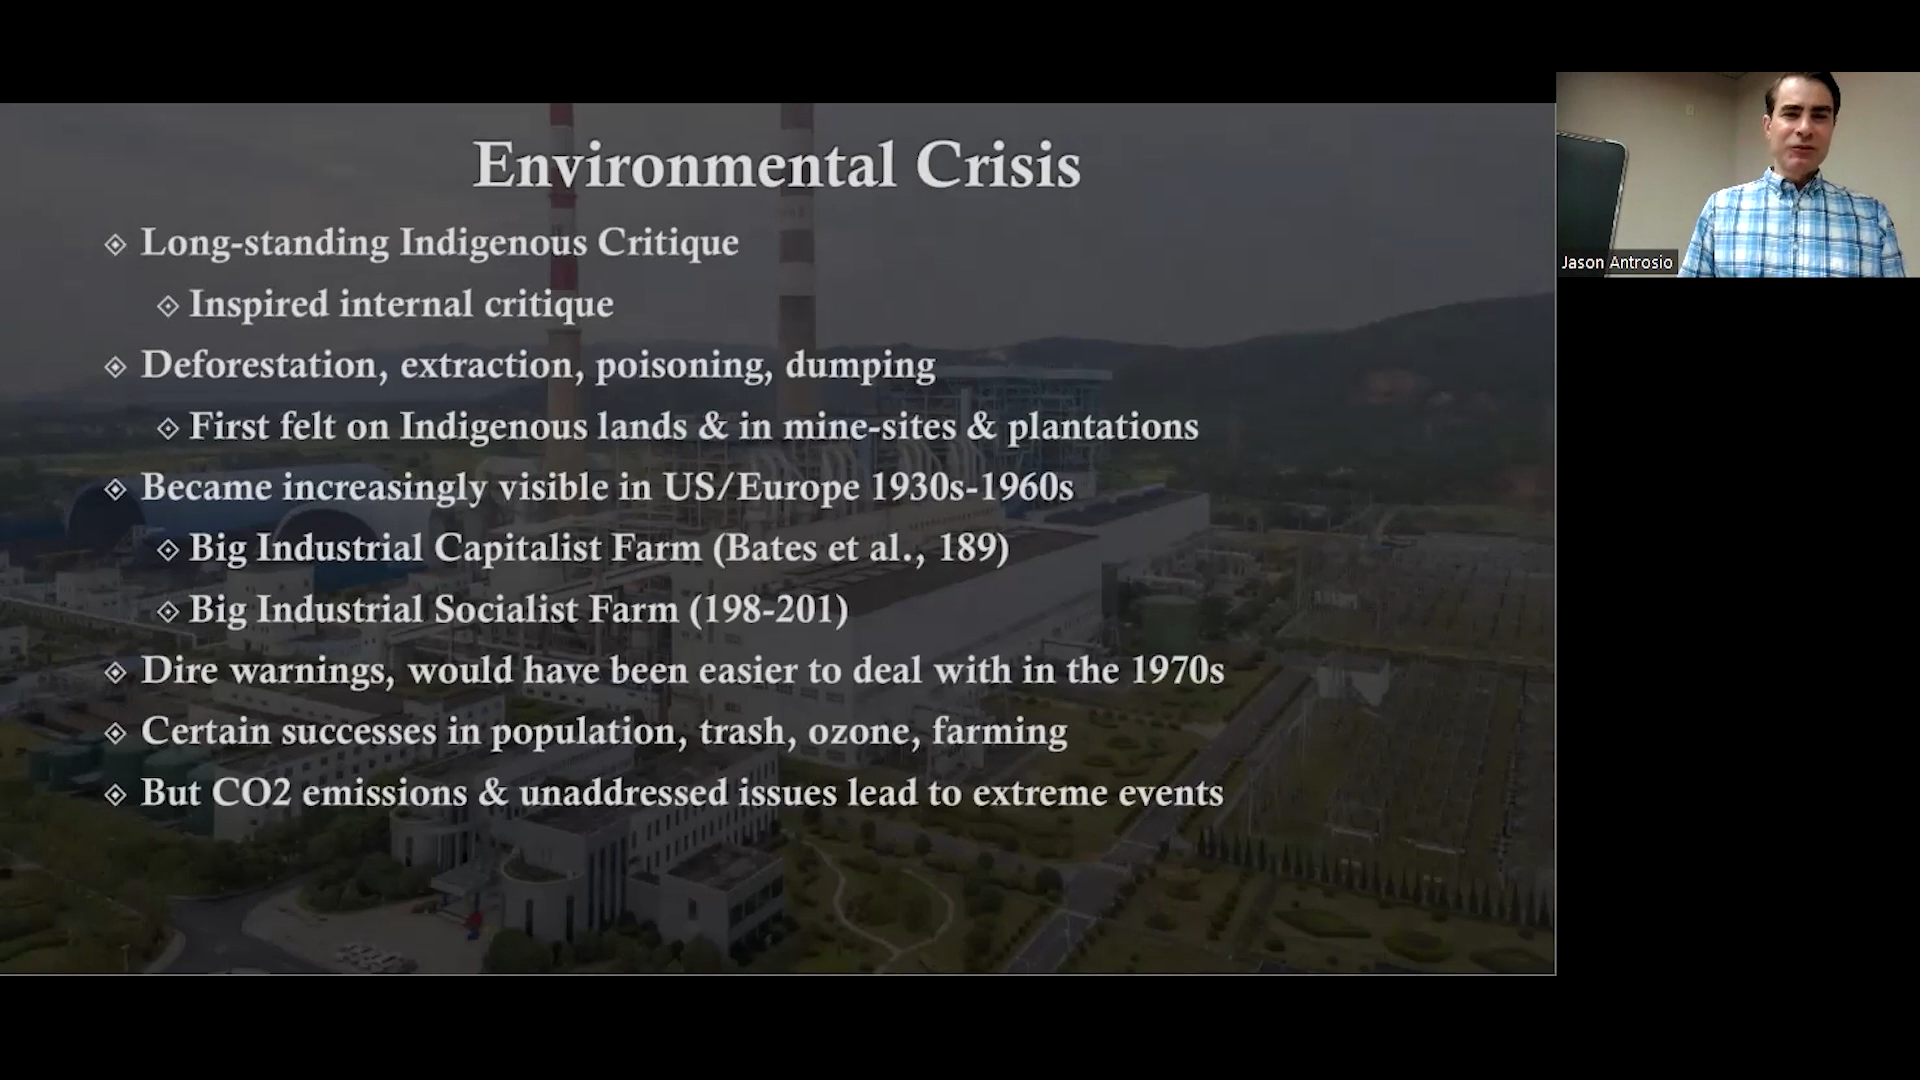 Environmental Crisis
Long-standing Indigenous Critique
Inspired internal critique
Deforestation, extraction, poisoning, dumping
First felt on Indigenous lands & in mine-sites & plantations
Became increasingly visible in US/Europe 1930s-1960s
Big Industrial Capitalist Farm (Bates et al., 189)
Big Industrial Socialist Farm (198-201)
Dire warnings, would have been easier to deal with in the 1970s
Certain successes in population, trash, ozone, farming
But CO2 emissions & unaddressed issues lead to extreme events
Jason Antrosio